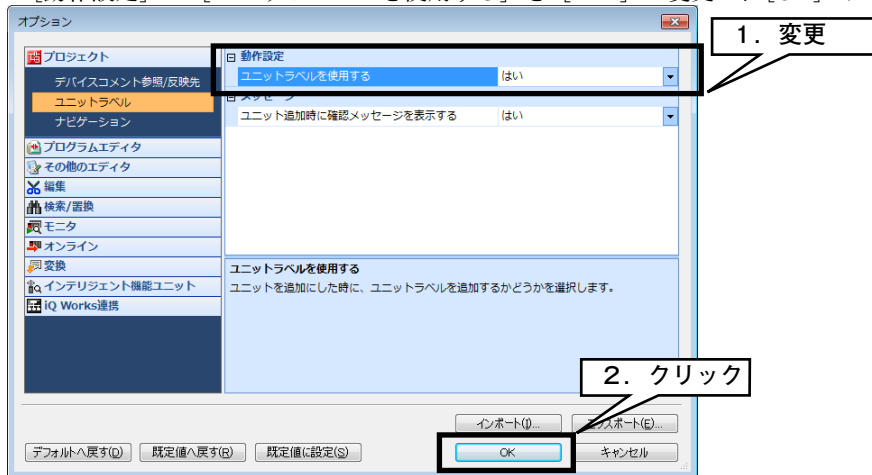 オプション
プロジェクト
デバイスコメント参照/反映先
ユニットラベル
ナビゲーション
プログラムエディタ
その他のエディタ
編集
検索/置換
モニタ
オンライン
変換
インテリジェント機能ユニット
iQ Works連携
動作設定
ユニットラベルを使用する はい
メッセージ
ユニット追加時に確認メッセージを表示する はい
１．変更
ユニットラベルを使用する
ユニットを追加にした時に、ユニットラベルを追加するかどうかを選択します。
２．クリック
インポート(I)... エクスポート(E)...
デフォルトへ戻す(D) 既定値へ戻す(R) 既定値に設定(S) OK キャンセル